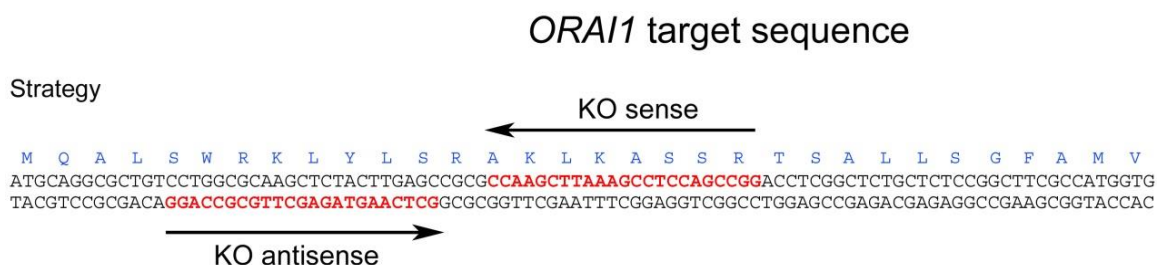 ORAI1 target sequence
Strategy
KO sense
M Q A L S W R K L Y L S R A K L K A S S R T S A L L S G F A M V
ATGCAGGCGCTGTCCTGGCGCAAGCTCTACTTGAGCCGCGCCAAGCTTAAAGCCTCCAGCCGGACCTCGGCTCTGCTCTCCGGCTTCGCCATGGTG
TACGTCCGCGACAGGACCGCGTTCGAGATGAACTCGGCGCGGTTCGAATTTCGGAGGTCGGCCTGGAGCCGAGACGAGAGGCCGAAGCGGTACCAC
KO antisense